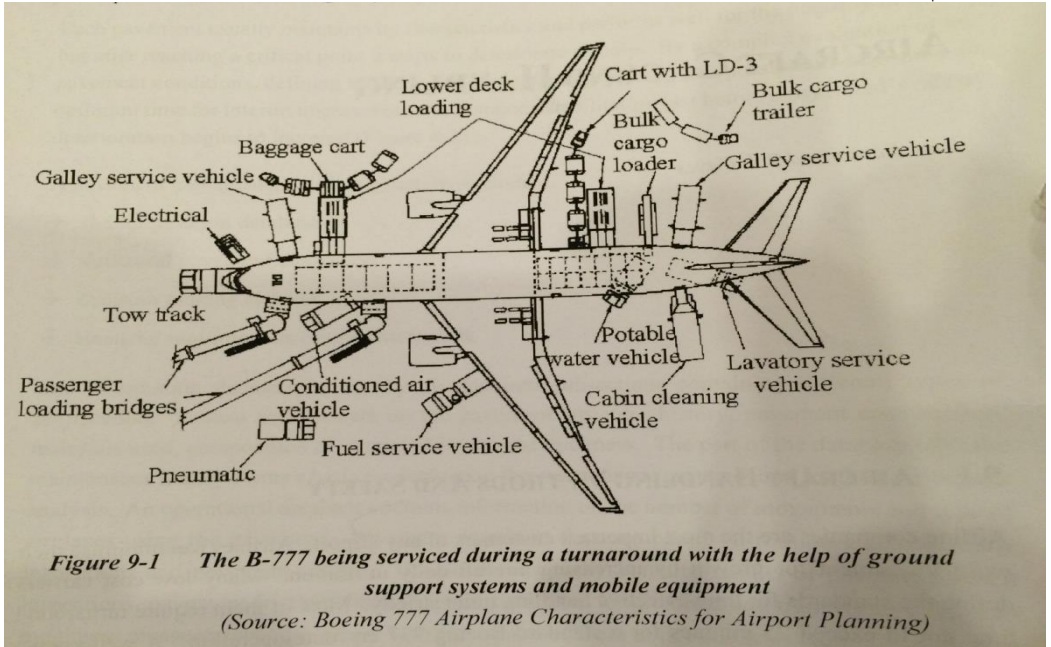 Lower deck
loading
Cart with LD-3
Bulk cargo
trailer
Bulk
cargo
loader
Baggage cart
Galley service vehicle
Galley service vehicle
Electrical
Tow track
Passenger
loading bridges
Conditioned air
vehicle
Pneumatic
Fuel service vehicle
Potable
water vehicle
Cabin cleaning
vehicle
Lavatory service
vehicle
Figure 9-1 The B-777 being serviced during a turnaround with the help of ground
support systems and mobile equipment
(Source: Boeing 777 Airplane Characteristics for Airport Planning)